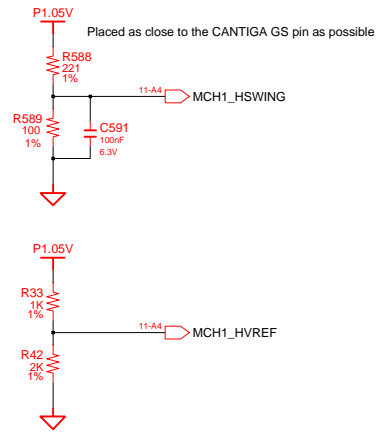 P1.05V
Placed as close to the CANTIGA GS pin as possible
R588
221
1%
11-A4
MCH1_HSWING
R589
100
1%
C591
100nF
6.3V
P1.05V
R33
1K
1%
11-A4
MCH1_HVREF
R42
2K
1%